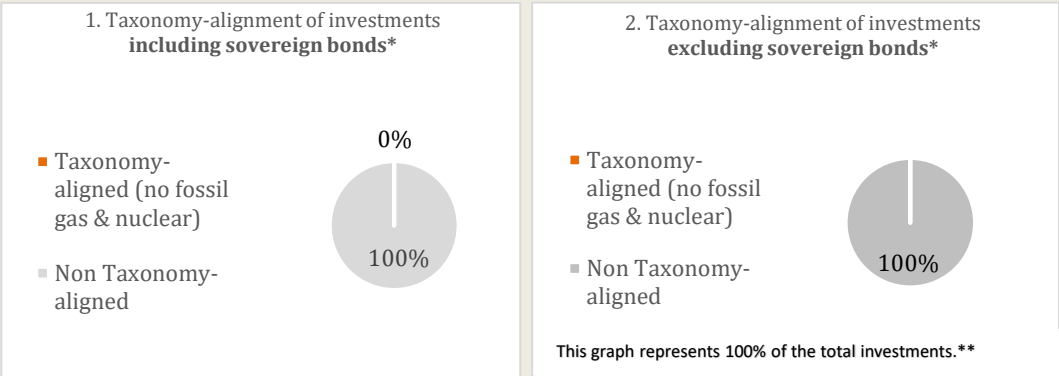 1. Taxonomy-alignment of investments
including sovereign bonds*
0%
Taxonomy-
aligned (no fossil
gas & nuclear)
100%
Non Taxonomy-
aligned
2. Taxonomy-alignment of investments
excluding sovereign bonds*
Taxonomy-
aligned (no fossil
gas & nuclear)
100%
Non Taxonomy-
aligned
This graph represents 100% of the total investments.**